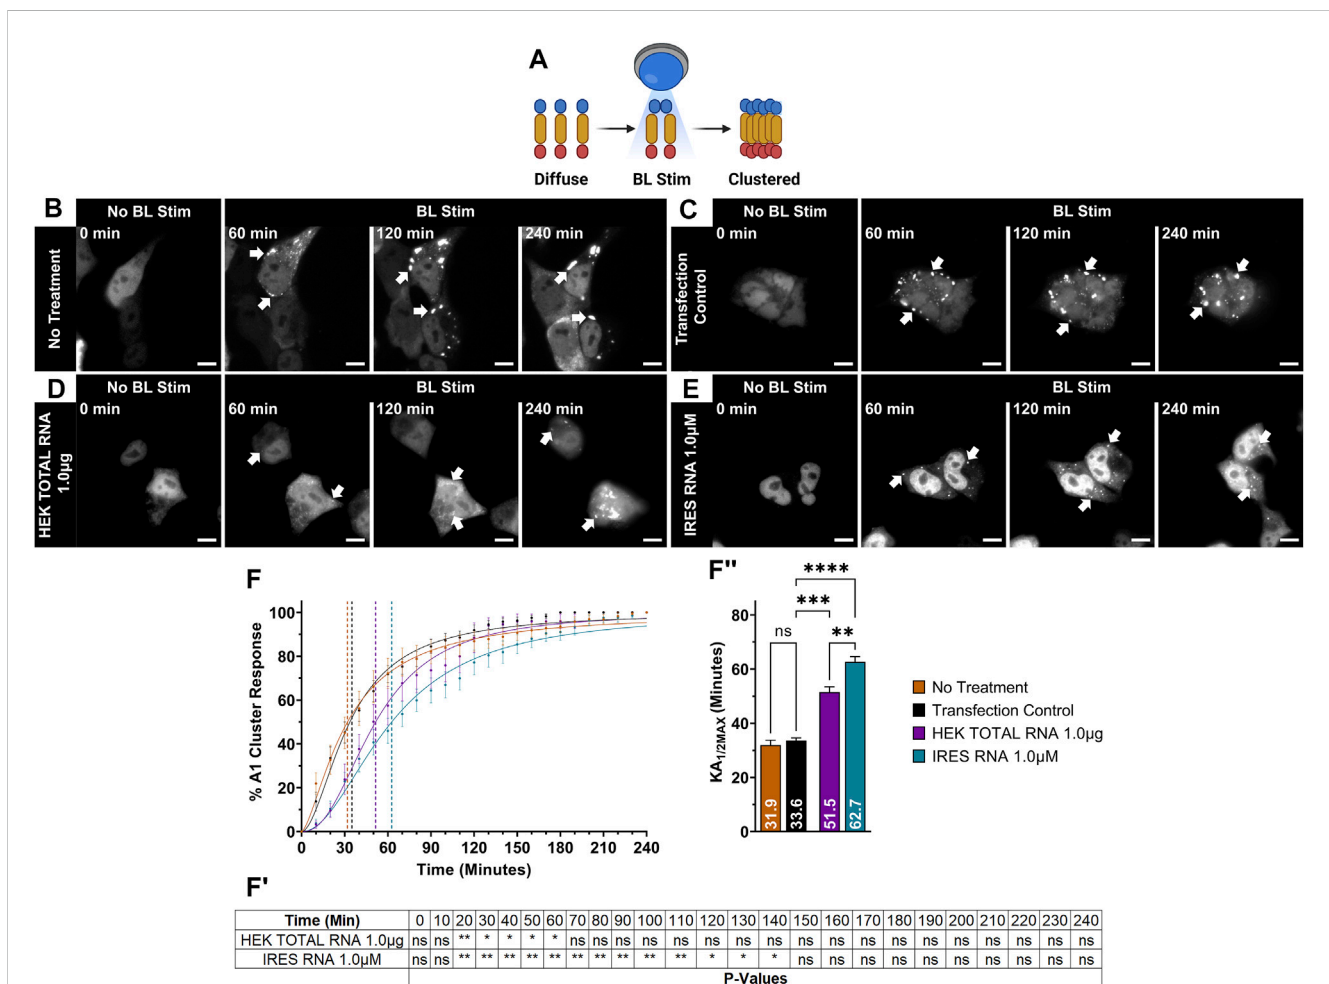 A
Diffuse BL Stim Clustered
B No BL Stim BL Stim
No Treatment
0 min 60 min 120 min 240 min
C No BL Stim BL Stim
Transfection
Control
0 min 60 min 120 min 240 min
D No BL Stim BL Stim
HEK TOTAL RNA
1.0µg
0 min 60 min 120 min 240 min
E No BL Stim BL Stim
IRES RNA 1.0µM
0 min 60 min 120 min 240 min
F
% A1 Cluster Response
100
80
60
40
20
0
0 30 60 90 120 150 180 210 240
Time (Minutes)
F"
KA1/2MAX (Minutes)
80
60
40
20
0
****
***
ns **
31.9 33.6 51.5 62.7
No Treatment
Transfection Control
HEK TOTAL RNA 1.0µg
IRES RNA 1.0µM
F'
Time (Min) 0 10 20 30 40 50 60 70 80 90 100 110 120 130 140 150 160 170 180 190 200 210 220 230 240
HEK TOTAL RNA 1.0µg ns ns ** * * * * ns ns ns ns ns ns ns ns ns ns ns ns ns ns ns ns ns ns
IRES RNA 1.0µM ns ns ** ** ** ** ** ** ** ** ** ** * * * ns ns ns ns ns ns ns ns ns ns
P-Values